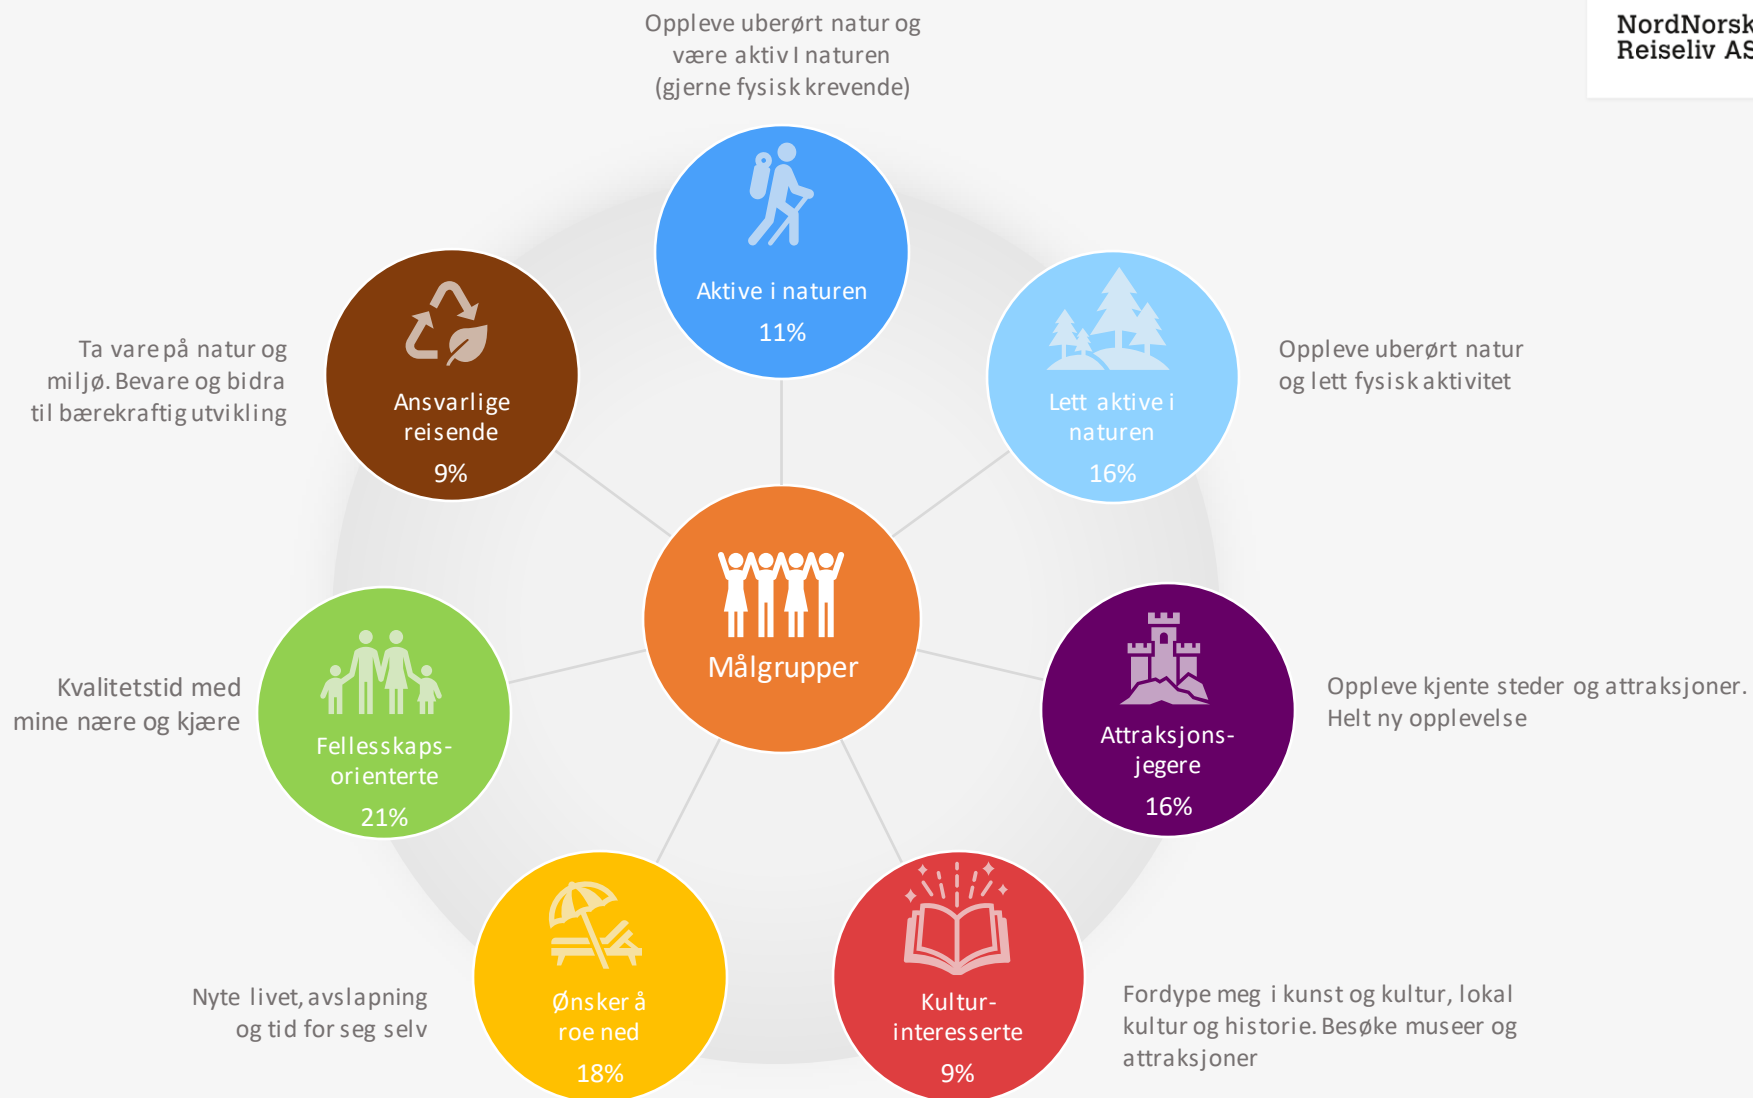 Oppleve uberørt natur og
være aktiv I naturen
(gjerne fysisk krevende)
NordNorsk
Reiseliv AS
Aktive i naturen
11%
Lett aktive i
naturen
16%
Oppleve uberørt natur
og lett fysisk aktivitet
Ta vare på natur og
miljø. Bevare og bidra
til bærekraftig utvikling
Ansvarlige
reisende
9%
Målgrupper
Kvalitetstid med
mine nære og kjære
Fellesskaps-
orienterte
21%
Attraksjons-
jegere
16%
Oppleve kjente steder og attraksjoner.
Helt ny opplevelse
Nyte livet, avslapning
og tid for seg selv
Ønsker å
roe ned
18%
Kultur-
interesserte
9%
Fordype meg i kunst og kultur, lokal
kultur og historie. Besøke museer og
attraksjoner